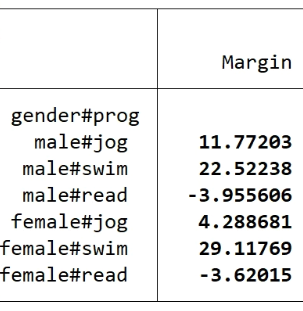 Margin
gender#prog
male#jog 11.77203
male#swim 22.52238
male#read -3.955606
female#jog 4.288681
female#swim 29.11769
female#read -3.62015